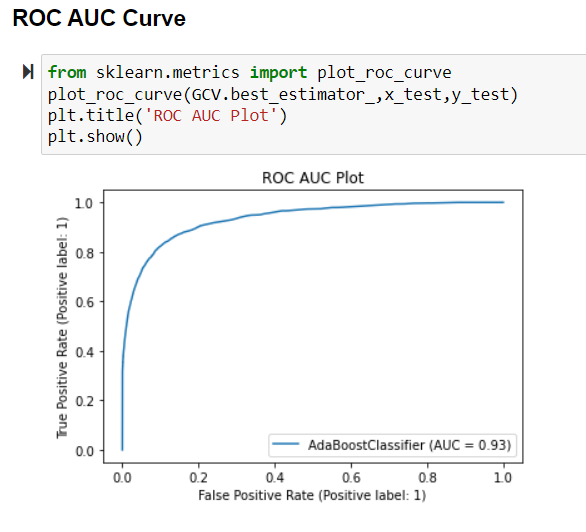 ROC AUC Curve
from sklearn.metrics import plot_roc_curve
plot_roc_curve(GCV.best_estimator_,x_test,y_test)
plt.title('ROC AUC Plot')
plt.show()
ROC AUC Plot
True Positive Rate (Positive label: 1)
1.0
0.8
0.6
0.4
0.2
0.0
AdaBoostClassifier (AUC = 0.93)
0.0 0.2 0.4 0.6 0.8 1.0
False Positive Rate (Positive label: 1)